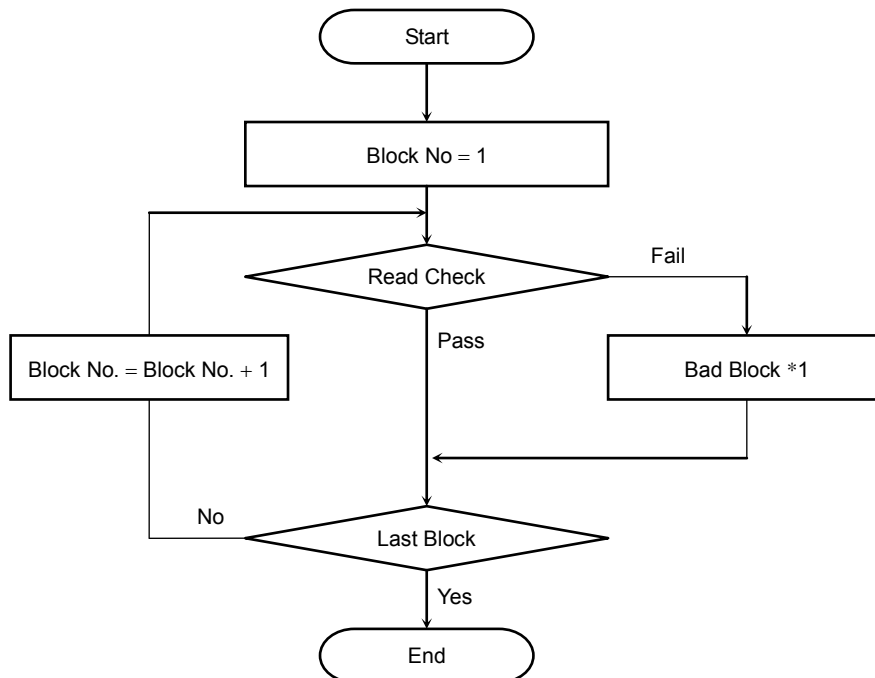 Start
Block No = 1
Read Check
Fail
Pass
Block No. = Block No. + 1
Bad Block *1
No
Last Block
Yes
End